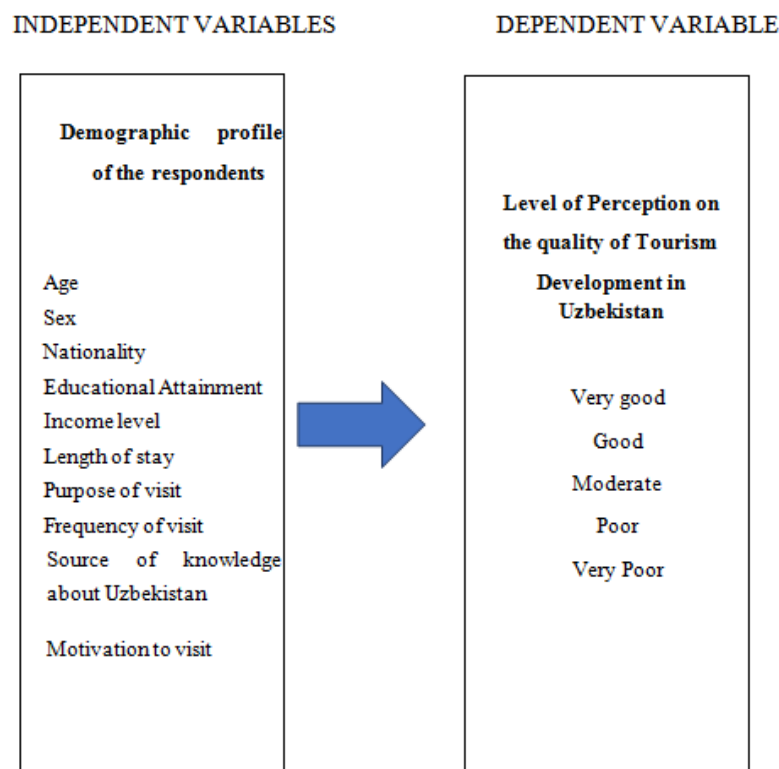 INDEPENDENT VARIABLES
DEPENDENT VARIABLE
Demographic profile
of the respondents
Age
Sex
Nationality
Educational Attainment
Income level
Length of stay
Purpose of visit
Frequency of visit
Source of knowledge
about Uzbekistan
Motivation to visit
Level of Perception on
the quality of Tourism
Development in
Uzbekistan
Very good
Good
Moderate
Poor
Very Poor